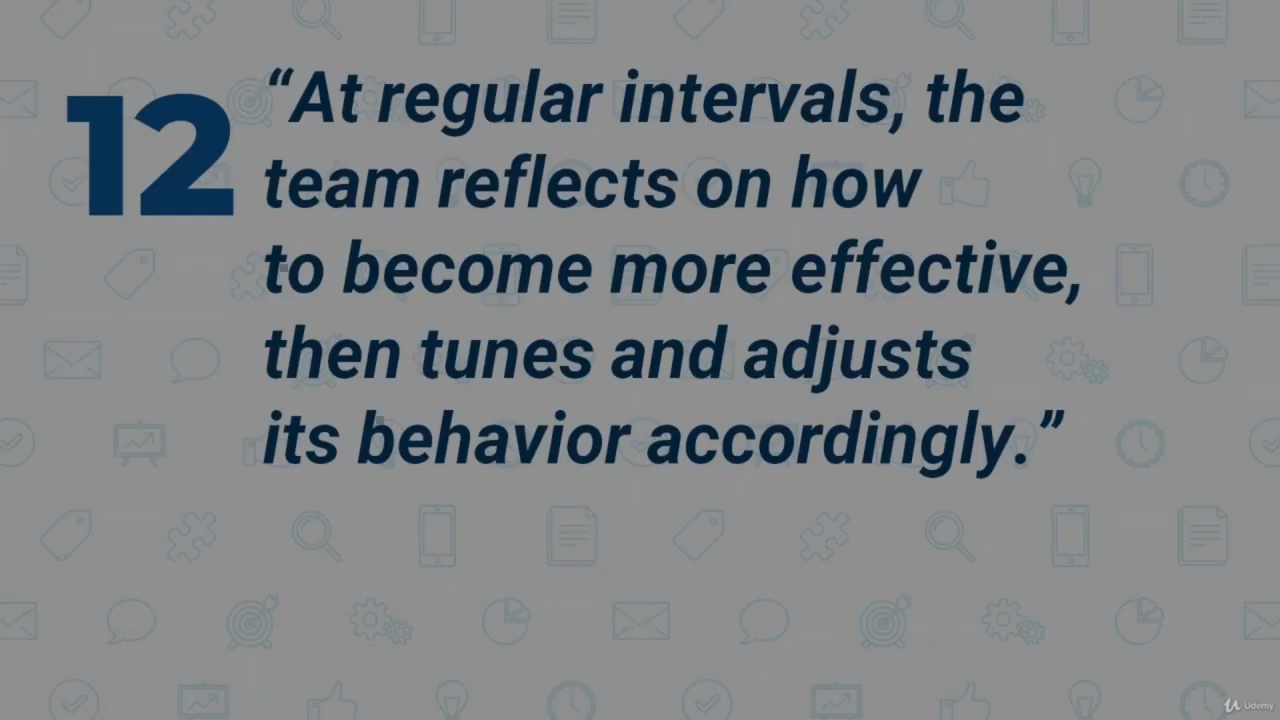 12
“At regular intervals, the
team reflects on how
to become more effective,
then tunes and adjusts
its behavior accordingly.”
Udemy